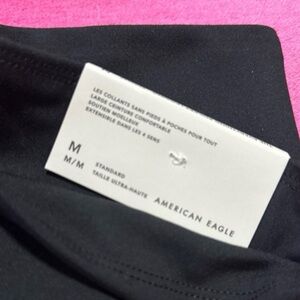 LES COLLANTS SANS PIEDS À POCHES POUR TOUT
LARGE CEINTURE CONFORTABLE
SOUTIEN MOELLEUX
EXTENSIBLE DANS LES 4 SENS
M
M/M
STANDARD
TAILLE ULTRA-HAUTE
AMERICAN EAGLE